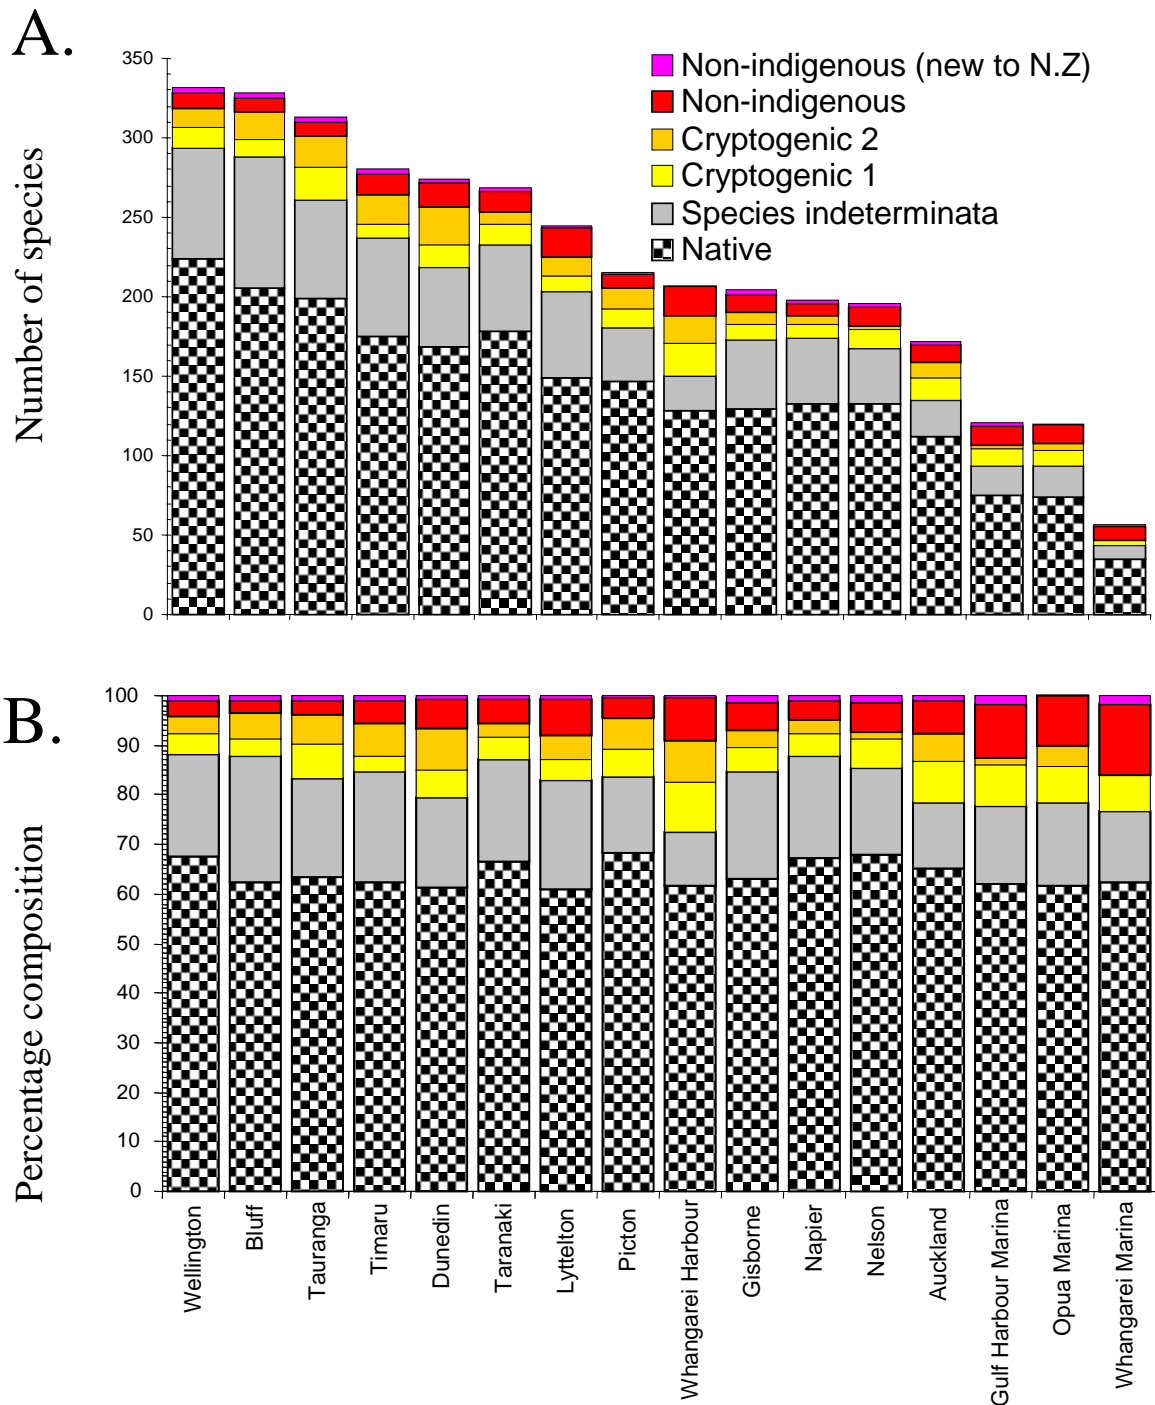 A.
Number of species
350
300
250
200
150
100
50
0
Non-indigenous (new to N.Z)
Non-indigenous
Cryptogenic 2
Cryptogenic 1
Species indeterminata
Native
B.
Percentage composition
100
90
80
70
60
50
40
30
20
10
0
Wellington
Bluff
Tauranga
Timaru
Dunedin
Taranaki
Lyttelton
Picton
Whangarei Harbour
Gisborne
Napier
Nelson
Auckland
Gulf Harbour Marina
Opua Marina
Whangarei Marina